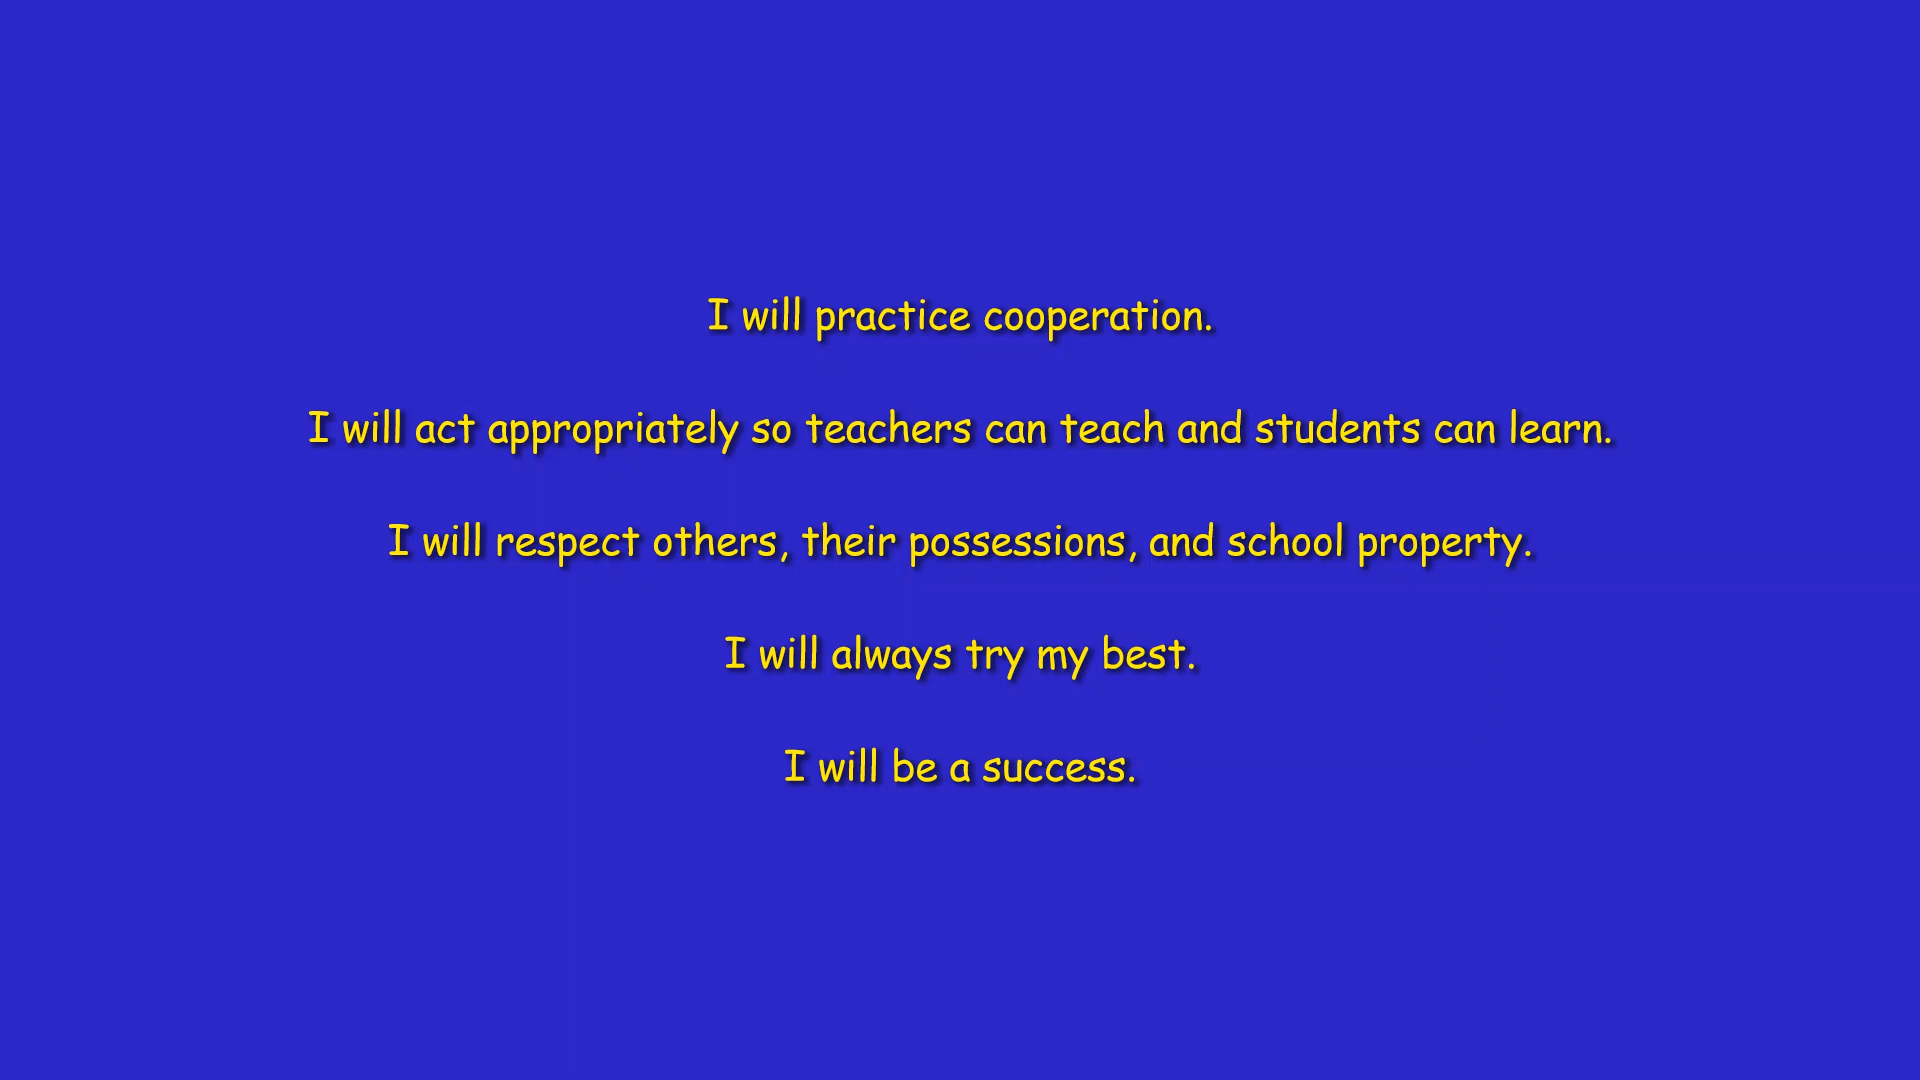 I will practice cooperation.
I will act appropriately so teachers can teach and students can learn.
I will respect others, their possessions, and school property.
I will always try my best.
I will be a success.